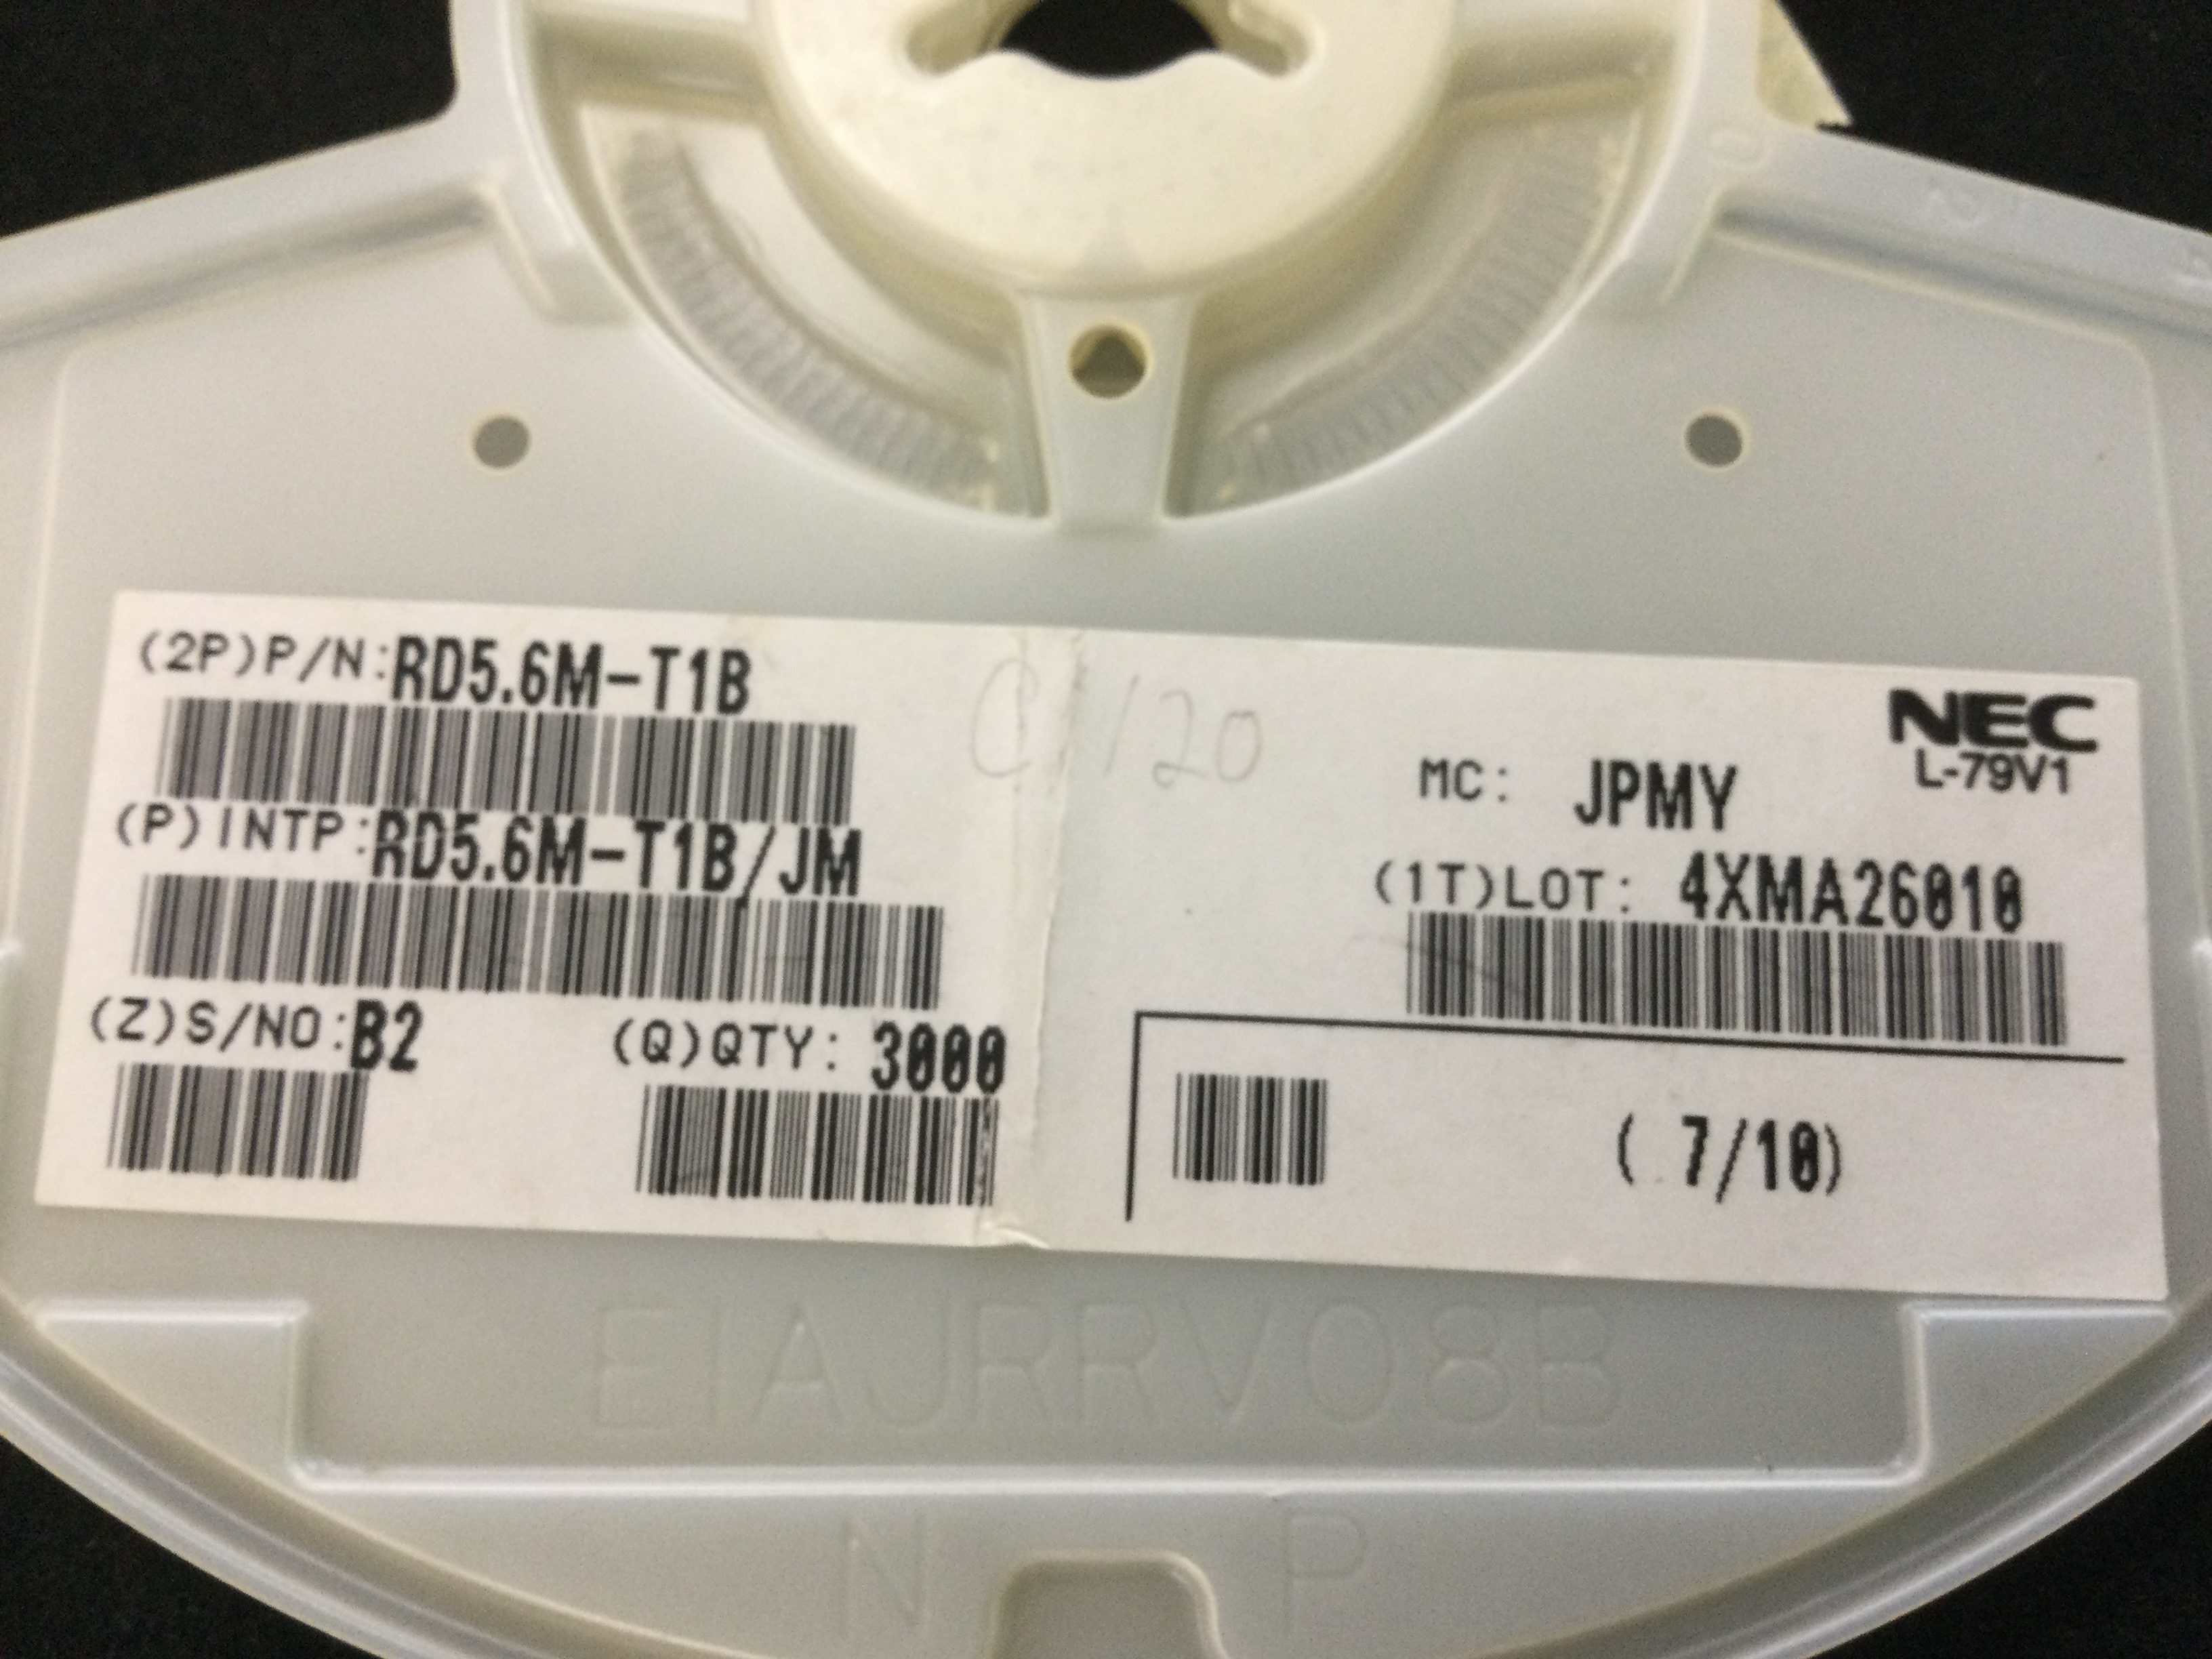 (2P)P/N:RD5.6M-T1B
(P)INTP:RD5.6M-T1B/JM
(Z)S/NO:B2
(Q)QTY: 3000
C1120
NEC
L-79V1
MC: JPMY
(1T)LOT: 4XMA26010
( 7/10)
EIAJRRV08B
N P